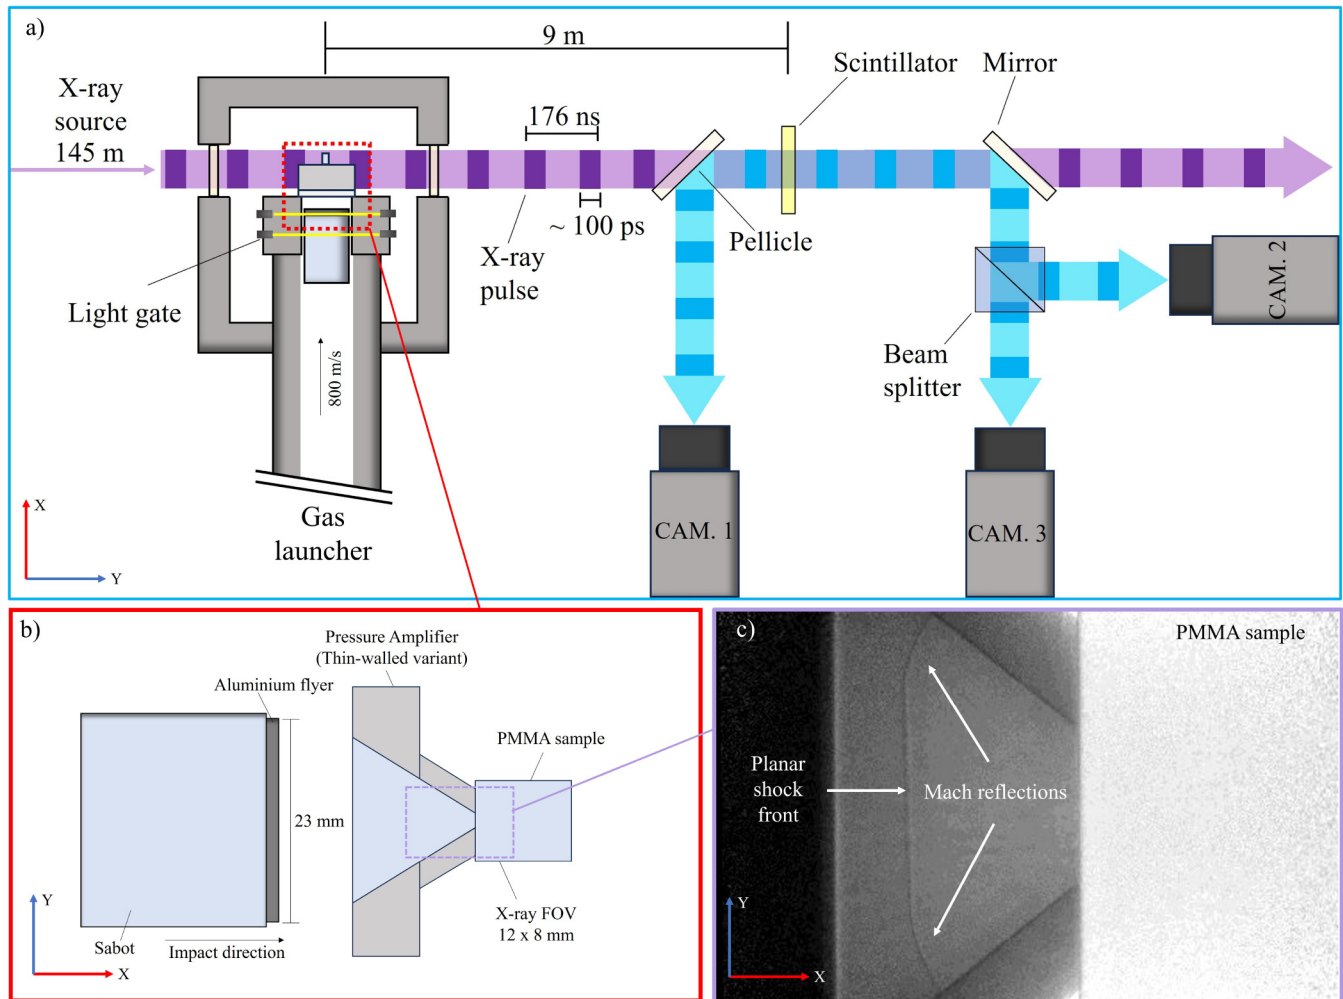 a)
9 m
X-ray
source
145 m
176 ns
Scintillator
Mirror
~ 100 ps
X-ray
pulse
Pellicle
Light gate
800 m/s
Beam
splitter
CAM. 2
Gas
launcher
CAM. 1
CAM. 3
X
Y
b)
Pressure Amplifier
(Thin-walled variant)
Aluminium flyer
PMMA sample
23 mm
X-ray FOV
12 x 8 mm
Sabot
Impact direction
Y
X
c)
PMMA sample
Planar
shock
front
Mach reflections
Y
X